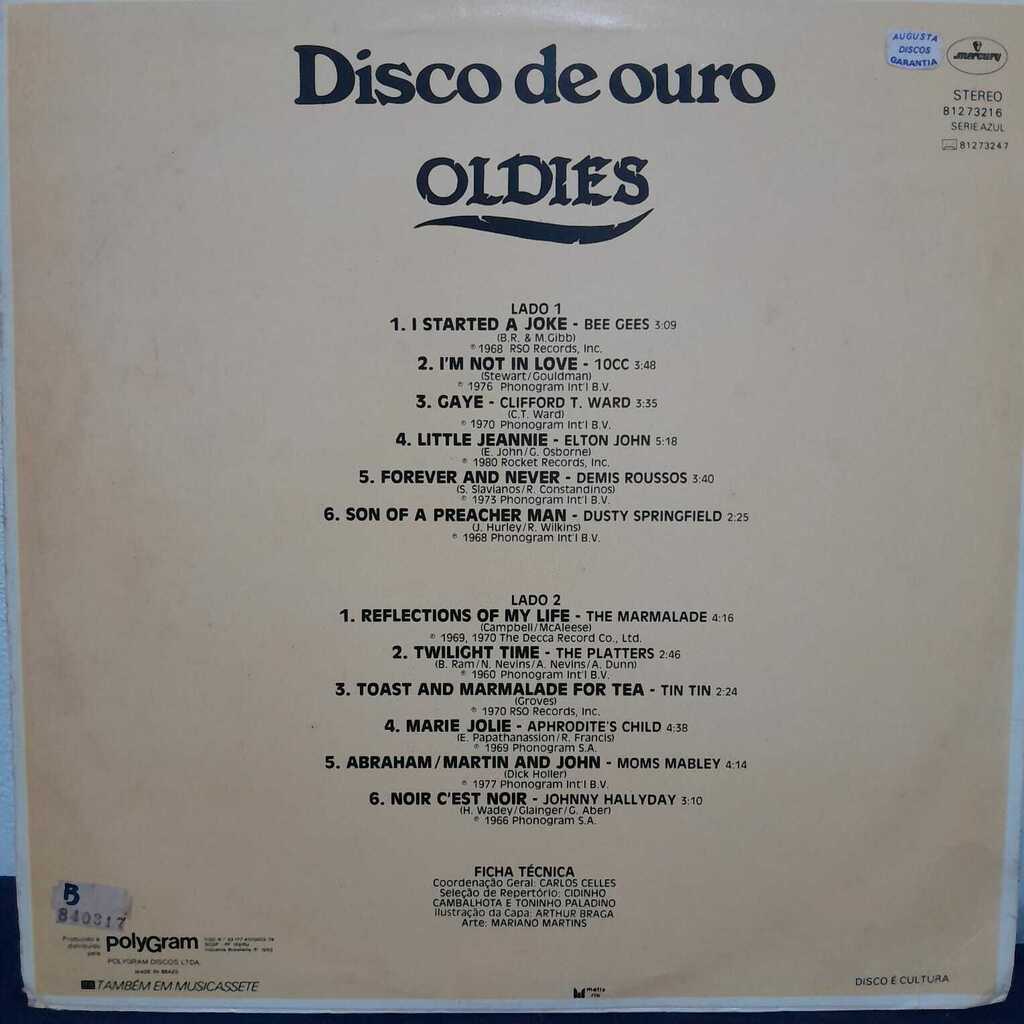 Disco de ouro
AUGUSTA
DISCOS
GARANTIA
mercury
STEREO
81273216
SERIE AZUL
81273247
OLDIES
LADO 1
1. I STARTED A JOKE - BEE GEES 3:09
(B.R. & M.Gibb)
℗ 1968 RSO Records, Inc.
2. I'M NOT IN LOVE - 10CC 3:48
(Stewart/Gouldman)
℗ 1976 Phonogram Int'l B.V.
3. GAYE - CLIFFORD T. WARD 3:35
(C.T. Ward)
℗ 1970 Phonogram Int'l B.V.
4. LITTLE JEANNIE - ELTON JOHN 5:18
(E. John/G. Osborne)
℗ 1980 Rocket Records, Inc.
5. FOREVER AND NEVER - DEMIS ROUSSOS 3:40
(S. Slavianos/R. Constandinos)
℗ 1973 Phonogram Int'l B.V.
6. SON OF A PREACHER MAN - DUSTY SPRINGFIELD 2:25
(J. Hurley/R. Wilkins)
℗ 1968 Phonogram Int'l B.V.
LADO 2
1. REFLECTIONS OF MY LIFE - THE MARMALADE 4:16
(Campbell/McAleese)
℗ 1969, 1970 The Decca Record Co., Ltd.
2. TWILIGHT TIME - THE PLATTERS 2:46
(B. Ram/N. Nevins/A. Nevins/A. Dunn)
℗ 1960 Phonogram Int'l B.V.
3. TOAST AND MARMALADE FOR TEA - TIN TIN 2:24
(Groves)
℗ 1970 RSO Records, Inc.
4. MARIE JOLIE - APHRODITE'S CHILD 4:38
(E. Papathanassion/R. Francis)
℗ 1969 Phonogram S.A.
5. ABRAHAM/MARTIN AND JOHN - MOMS MABLEY 4:14
(Dick Holler)
℗ 1977 Phonogram Int'l B.V.
6. NOIR C'EST NOIR - JOHNNY HALLYDAY 3:10
(H. Wadey/Glainger/G. Aber)
℗ 1966 Phonogram S.A.
FICHA TÉCNICA
Coordenação Geral: CARLOS CELLES
Seleção de Repertório: CIDINHO
CAMBALHOTA E TONINHO PALADINO
Ilustração da Capa: ARTHUR BRAGA
Arte: MARIANO MARTINS
B
840317
Produzido e
distribuído
pela
polyGram
POLYGRAM DISCOS LTDA.
MADE IN BRAZIL
TAMBÉM EM MUSICASSETE
DISCO É CULTURA